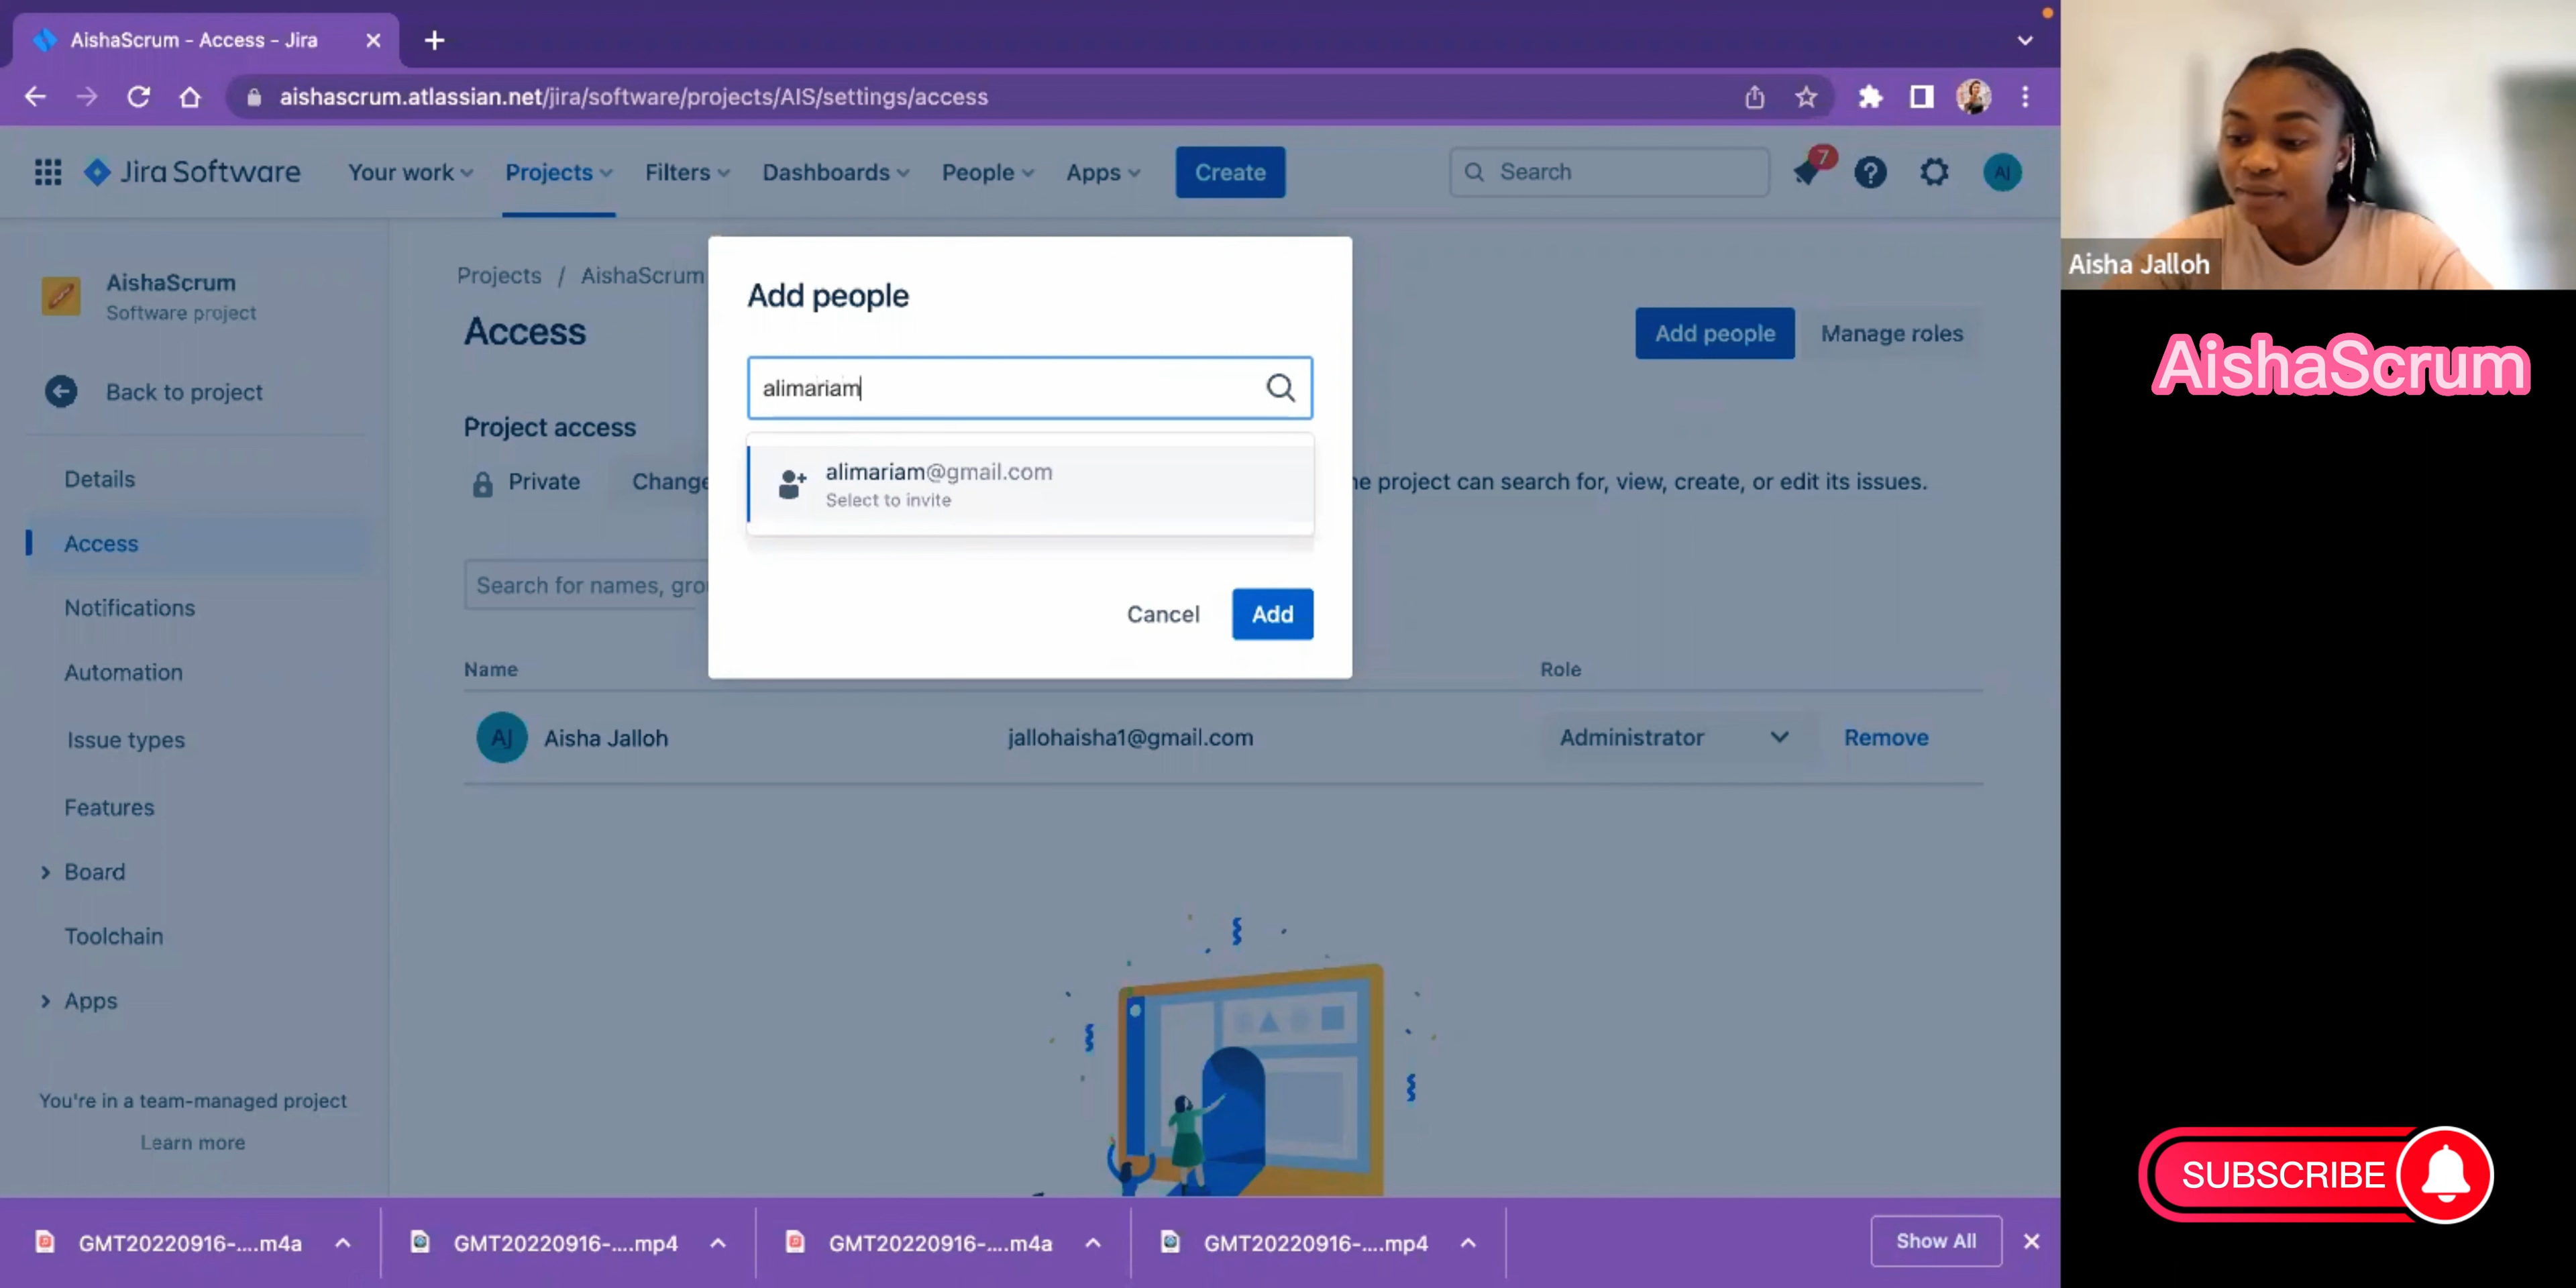 AishaScrum - Access - Jira
aishascrum.atlassian.net/jira/software/projects/AIS/settings/access
Jira Software
Your work
Projects
Filters
Dashboards
People
Apps
Create
Search
7
AJ
AishaScrum
Software project
Back to project
Details
Access
Notifications
Automation
Issue types
Features
Board
Toolchain
Apps
You're in a team-managed project
Learn more
Projects / AishaScrum
Access
Add people
Manage roles
Project access
Private
Change
e project can search for, view, create, or edit its issues.
Search for names, gro
Name
Role
AJ
Aisha Jalloh
jallohaisha1@gmail.com
Administrator
Remove
Add people
alimariam
alimariam@gmail.com
Select to invite
Cancel
Add
GMT20220916-....m4a
GMT20220916-....mp4
GMT20220916-....m4a
GMT20220916-....mp4
Show All
Aisha Jalloh
AishaScrum
SUBSCRIBE